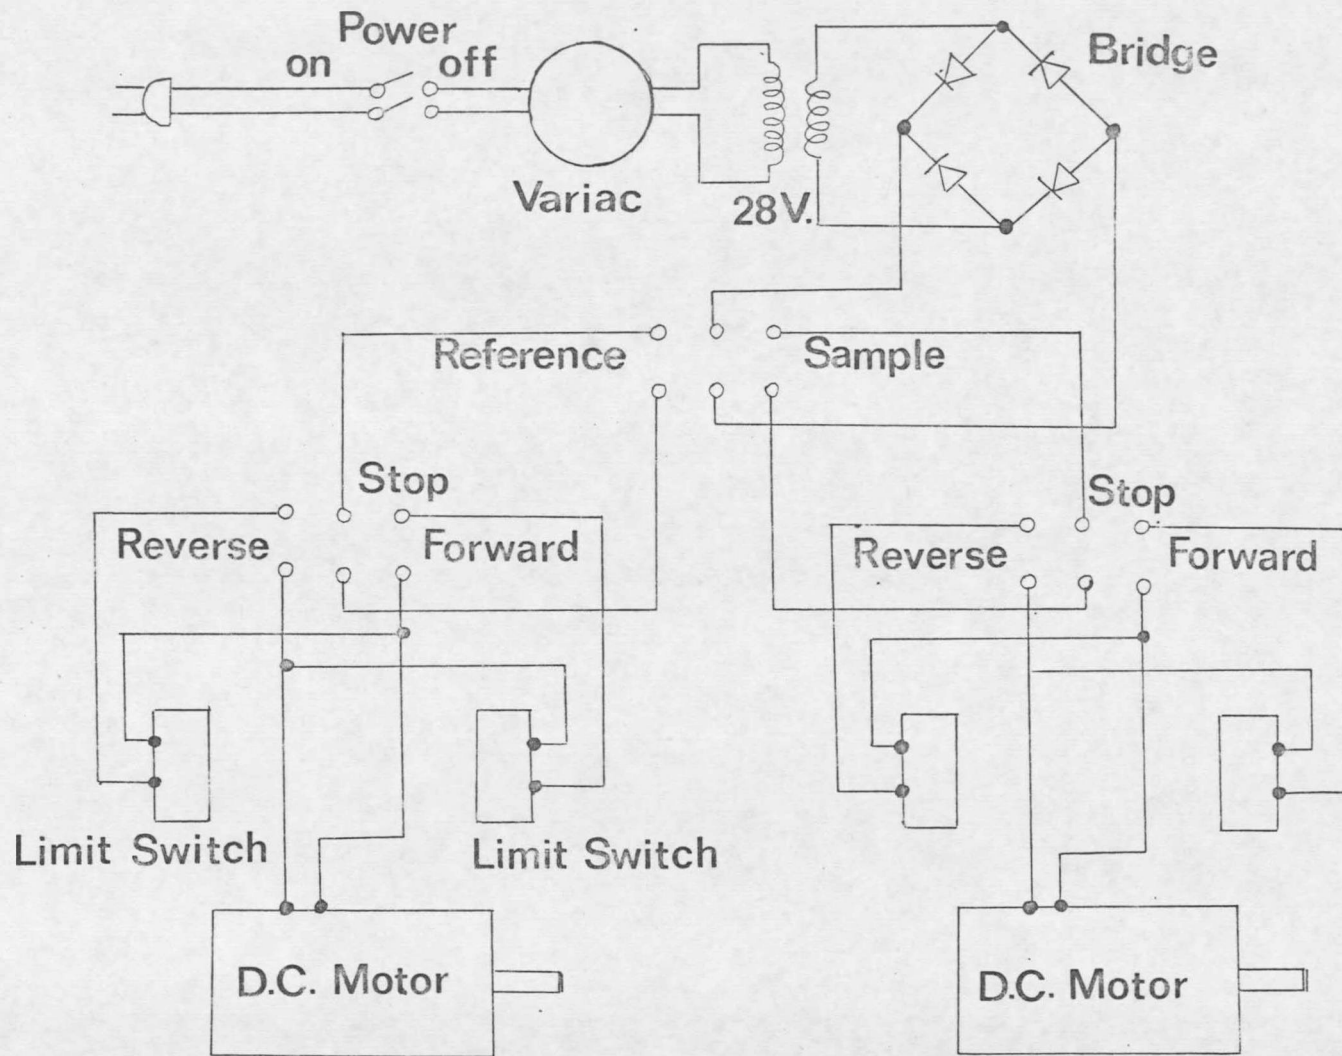 Power
on off
Bridge
Variac
28V.
Reference
Sample
Stop
Reverse
Forward
Stop
Reverse
Forward
Limit Switch
Limit Switch
D.C. Motor
D.C. Motor